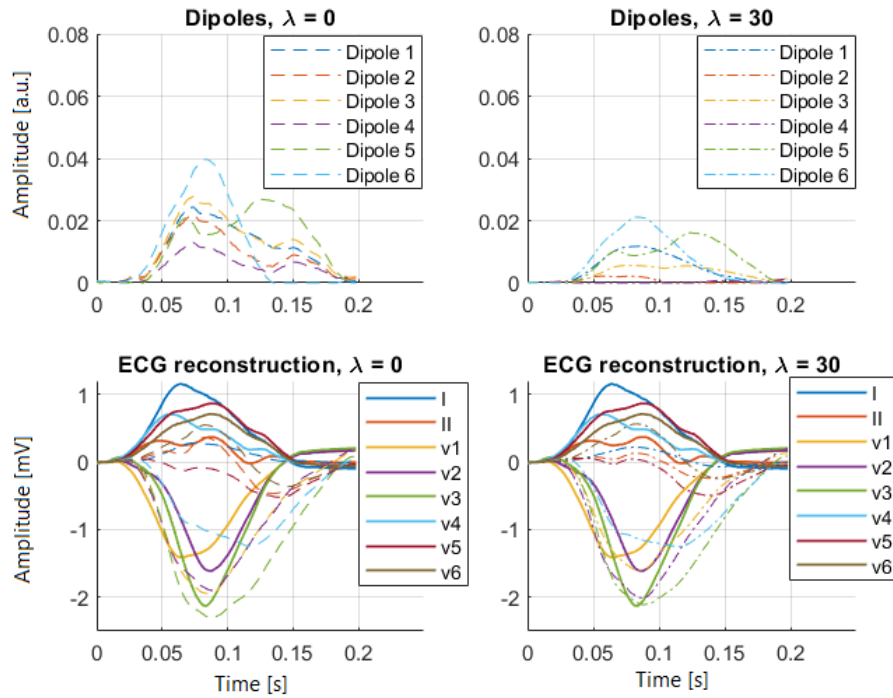 Dipoles, λ = 0
Dipoles, λ = 30
Amplitude [a.u.]
0.08
0.06
0.04
0.02
0
0
0.05
0.1
0.15
0.2
Dipole 1
Dipole 2
Dipole 3
Dipole 4
Dipole 5
Dipole 6
0.08
0.06
0.04
0.02
0
0
0.05
0.1
0.15
0.2
Dipole 1
Dipole 2
Dipole 3
Dipole 4
Dipole 5
Dipole 6
ECG reconstruction, λ = 0
ECG reconstruction, λ = 30
Amplitude [mV]
1
0
-1
-2
0
0.05
0.1
0.15
0.2
Time [s]
I
II
v1
v2
v3
v4
v5
v6
1
0
-1
-2
0
0.05
0.1
0.15
0.2
Time [s]
I
II
v1
v2
v3
v4
v5
v6